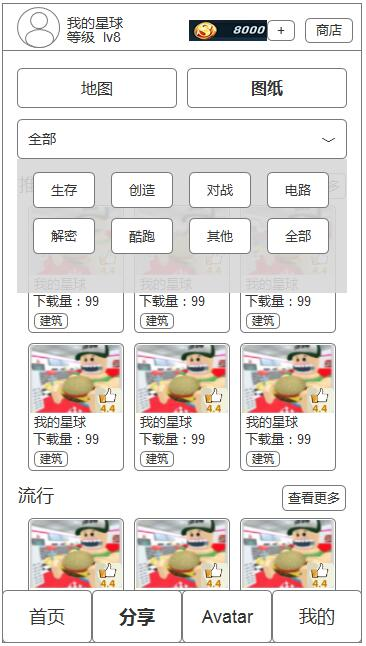 我的星球
等级 lv8
8000
+
商店
地图
图纸
全部
生存
创造
对战
电路
解密
酷跑
其他
全部
我的星球 我的星球 我的星球
下载量：99 下载量：99 下载量：99
建筑 建筑 建筑
4.4 4.4 4.4
我的星球 我的星球 我的星球
下载量：99 下载量：99 下载量：99
建筑 建筑 建筑
流行
查看更多
4.4 4.4 4.4
首页
分享
Avatar
我的